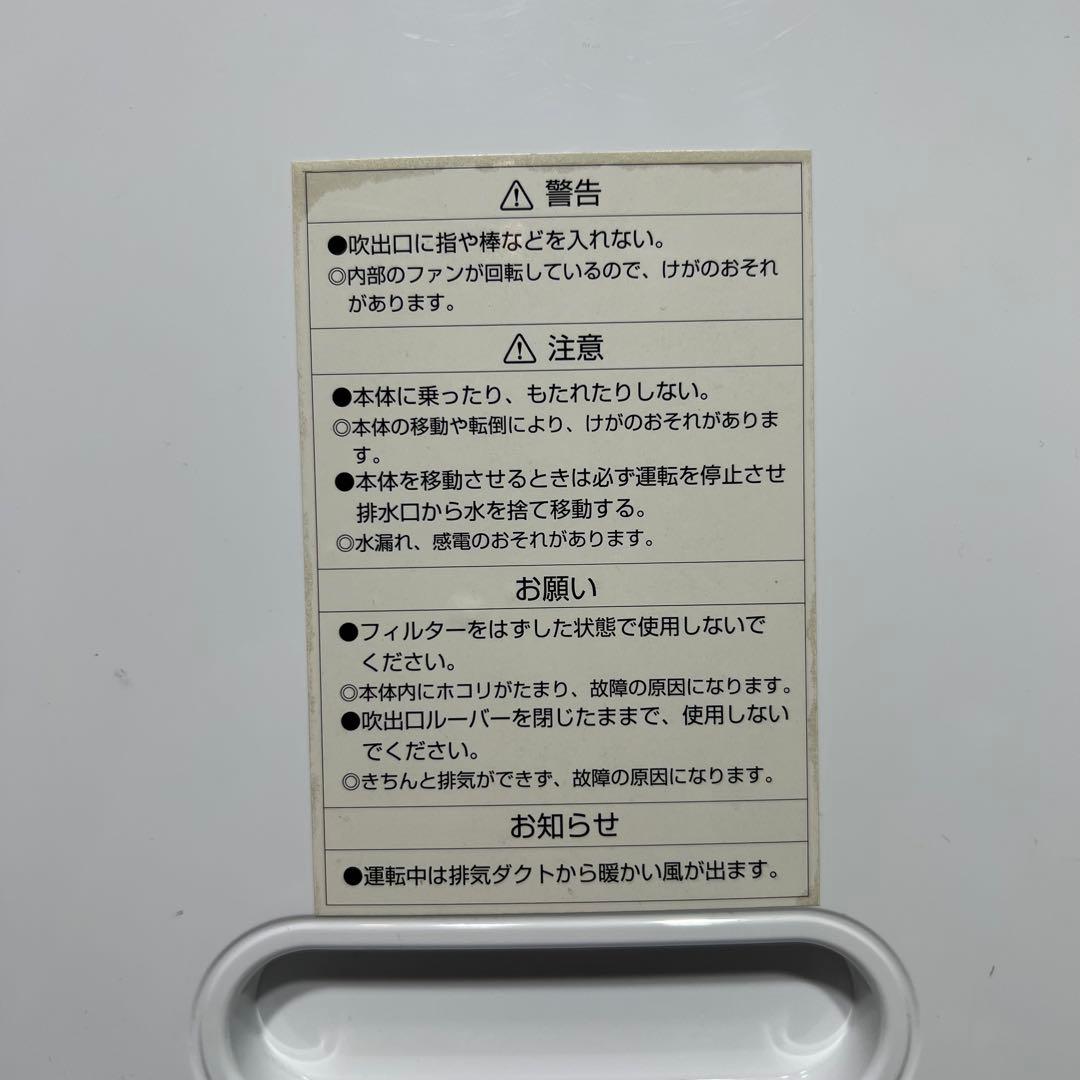 ⚠ 警告
●吹出口に指や棒などを入れない。
◎内部のファンが回転しているので、けがのおそれ
があります。
⚠ 注意
●本体に乗ったり、もたれたりしない。
◎本体の移動や転倒により、けがのおそれがありま
す。
●本体を移動させるときは必ず運転を停止させ
排水口から水を捨て移動する。
◎水漏れ、感電のおそれがあります。
お願い
●フィルターをはずした状態で使用しないで
ください。
◎本体内にホコリがたまり、故障の原因になります。
●吹出口ルーバーを閉じたままで、使用しない
でください。
◎きちんと排気ができず、故障の原因になります。
お知らせ
●運転中は排気ダクトから暖かい風が出ます。